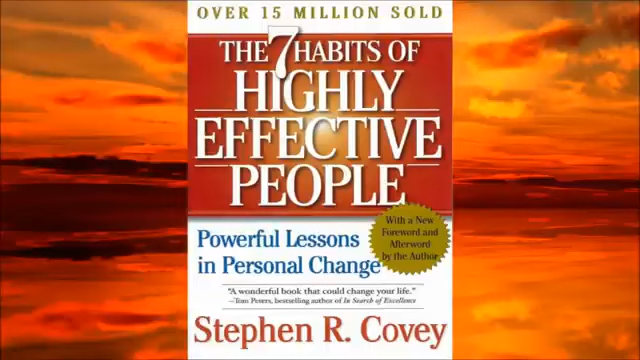 OVER 15 MILLION SOLD
THE 7 HABITS OF
HIGHLY
EFFECTIVE
PEOPLE
Powerful Lessons
in Personal Change
With a New
Foreword and
Afterword
by the Author
"A wonderful book that could change your life."
—Tom Peters, bestselling author of In Search of Excellence
Stephen R. Covey